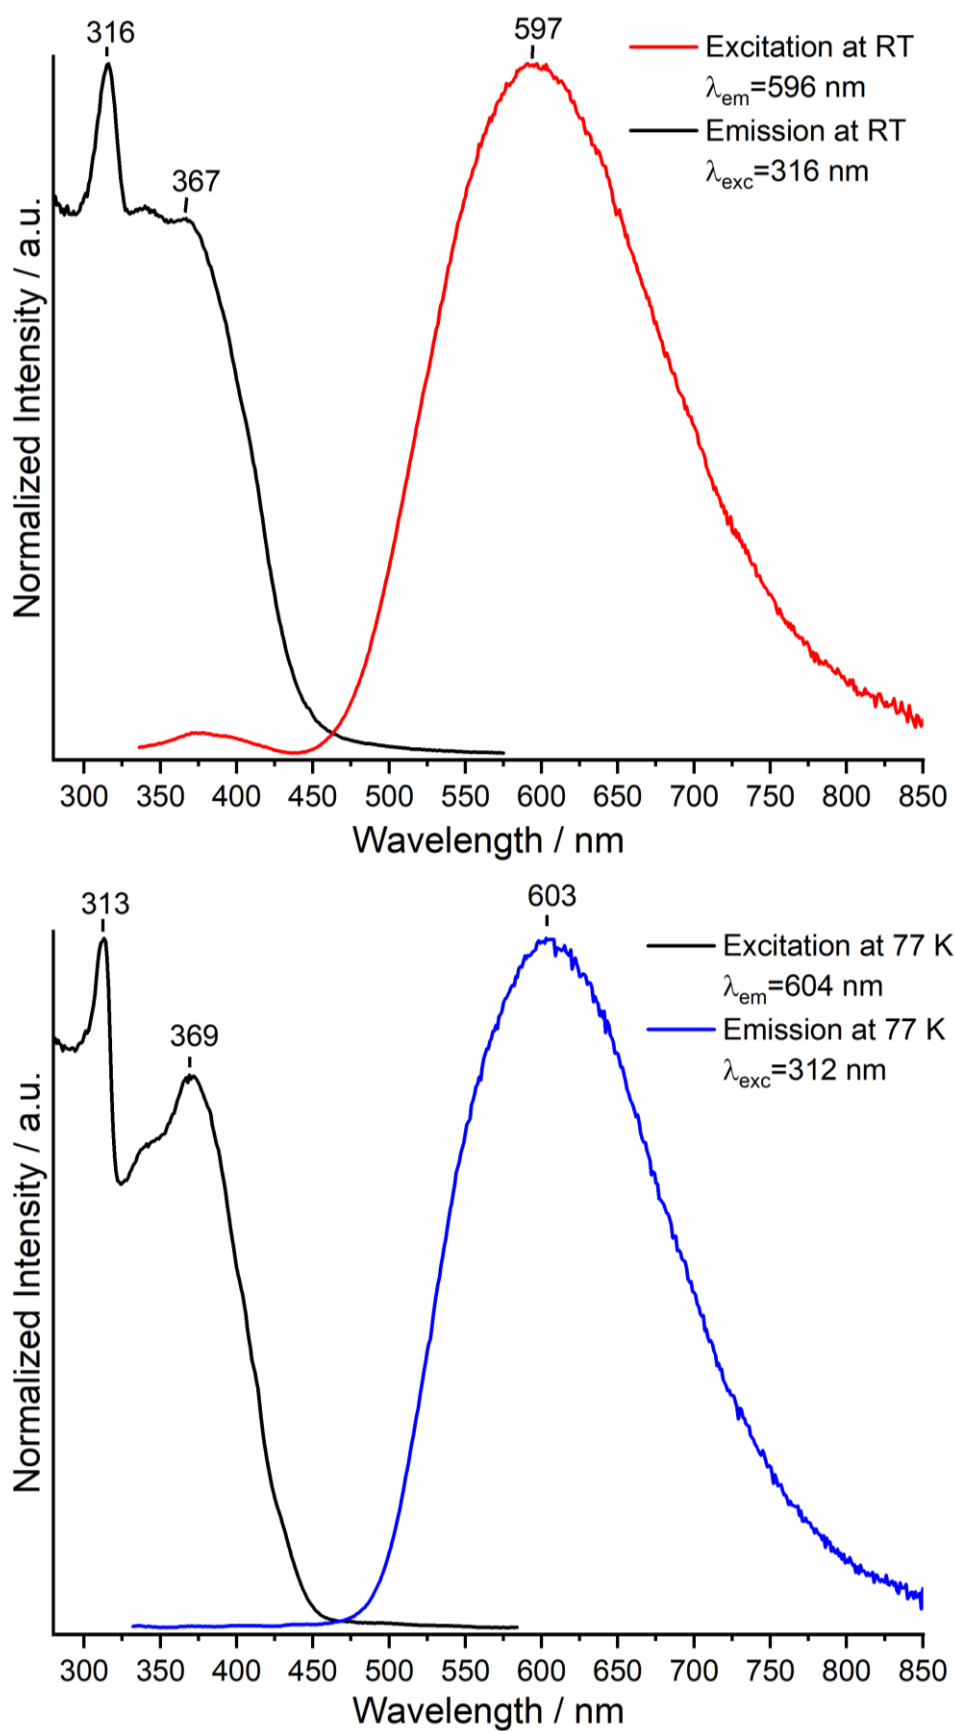 316
597
367
Excitation at RT
λem=596 nm
Emission at RT
λexc=316 nm
Normalized Intensity / a.u.
300 350 400 450 500 550 600 650 700 750 800 850
Wavelength / nm
313
603
369
Excitation at 77 K
λem=604 nm
Emission at 77 K
λexc=312 nm
Normalized Intensity / a.u.
300 350 400 450 500 550 600 650 700 750 800 850
Wavelength / nm